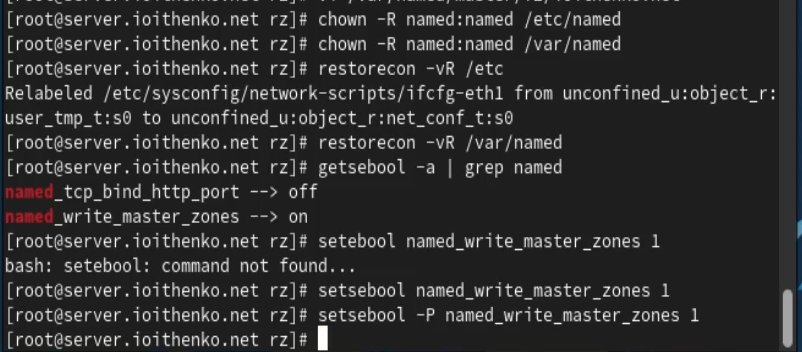 [root@server.ioithenko.net rz]# chown -R named:named /etc/named
[root@server.ioithenko.net rz]# chown -R named:named /var/named
[root@server.ioithenko.net rz]# restorecon -vR /etc
Relabeled /etc/sysconfig/network-scripts/ifcfg-eth1 from unconfined_u:object_r:
user_tmp_t:s0 to unconfined_u:object_r:net_conf_t:s0
[root@server.ioithenko.net rz]# restorecon -vR /var/named
[root@server.ioithenko.net rz]# getsebool -a | grep named
named_tcp_bind_http_port --> off
named_write_master_zones --> on
[root@server.ioithenko.net rz]# setebool named_write_master_zones 1
bash: setebool: command not found...
[root@server.ioithenko.net rz]# setsebool named_write_master_zones 1
[root@server.ioithenko.net rz]# setsebool -P named_write_master_zones 1
[root@server.ioithenko.net rz]#